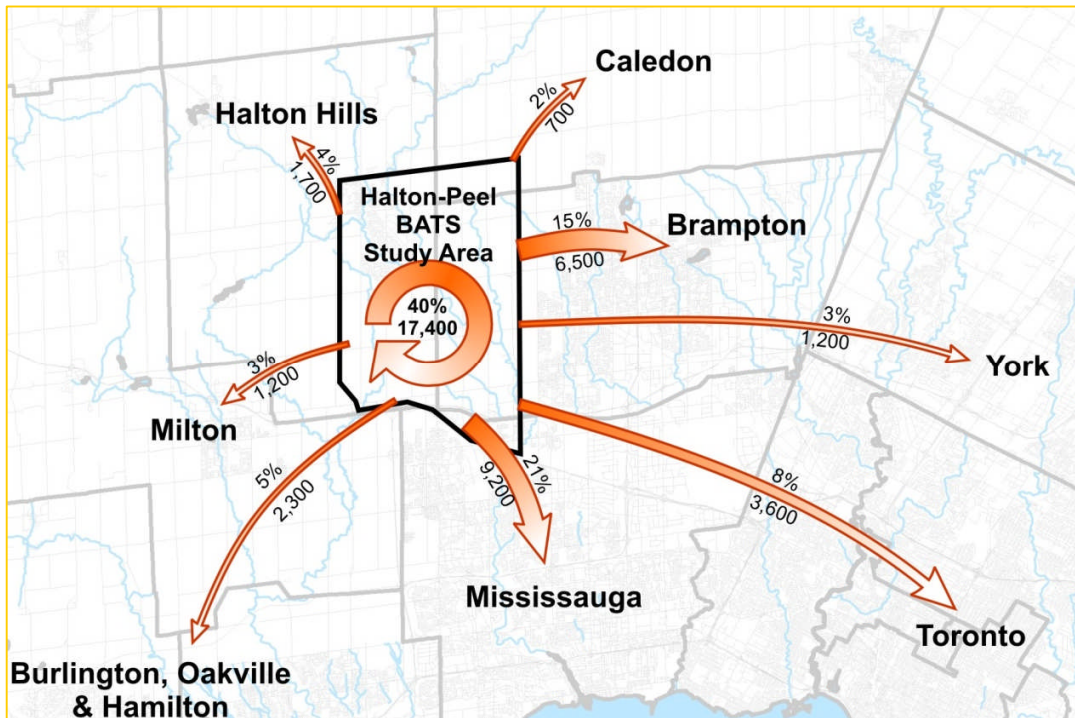 Caledon
2%
700
Halton Hills
4%
1,700
Halton-Peel
BATS
Study Area
15%
6,500
Brampton
40%
17,400
3%
1,200
York
3%
1,200
Milton
5%
2,300
21%
9,200
8%
3,600
Mississauga
Toronto
Burlington, Oakville
& Hamilton